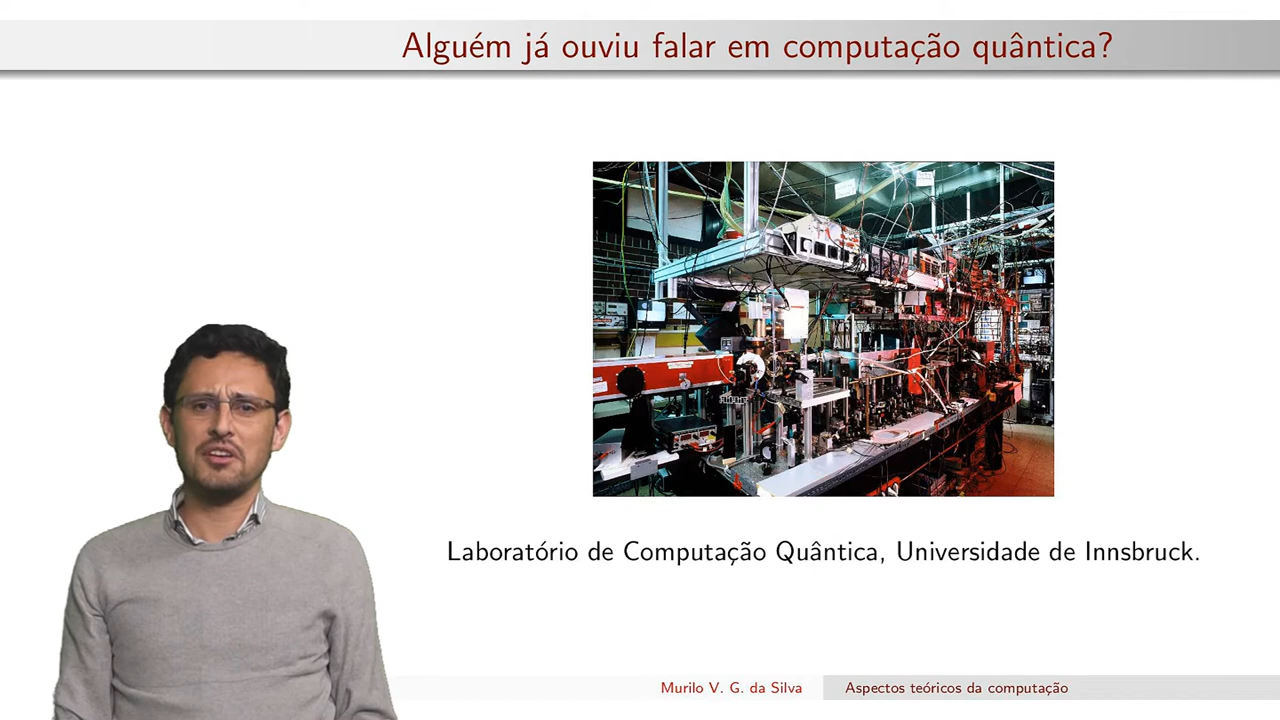 Alguém já ouviu falar em computação quântica?
Laboratório de Computação Quântica, Universidade de Innsbruck.
Murilo V. G. da Silva
Aspectos teóricos da computação